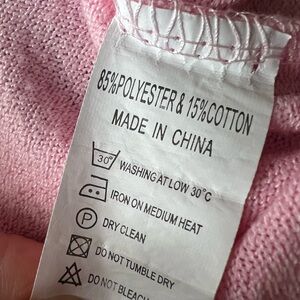 85%POLYESTER & 15%COTTON
MADE IN CHINA
30° WASHING AT LOW 30°C
IRON ON MEDIUM HEAT
P DRY CLEAN
DO NOT TUMBLE DRY
DO NOT BLEACH